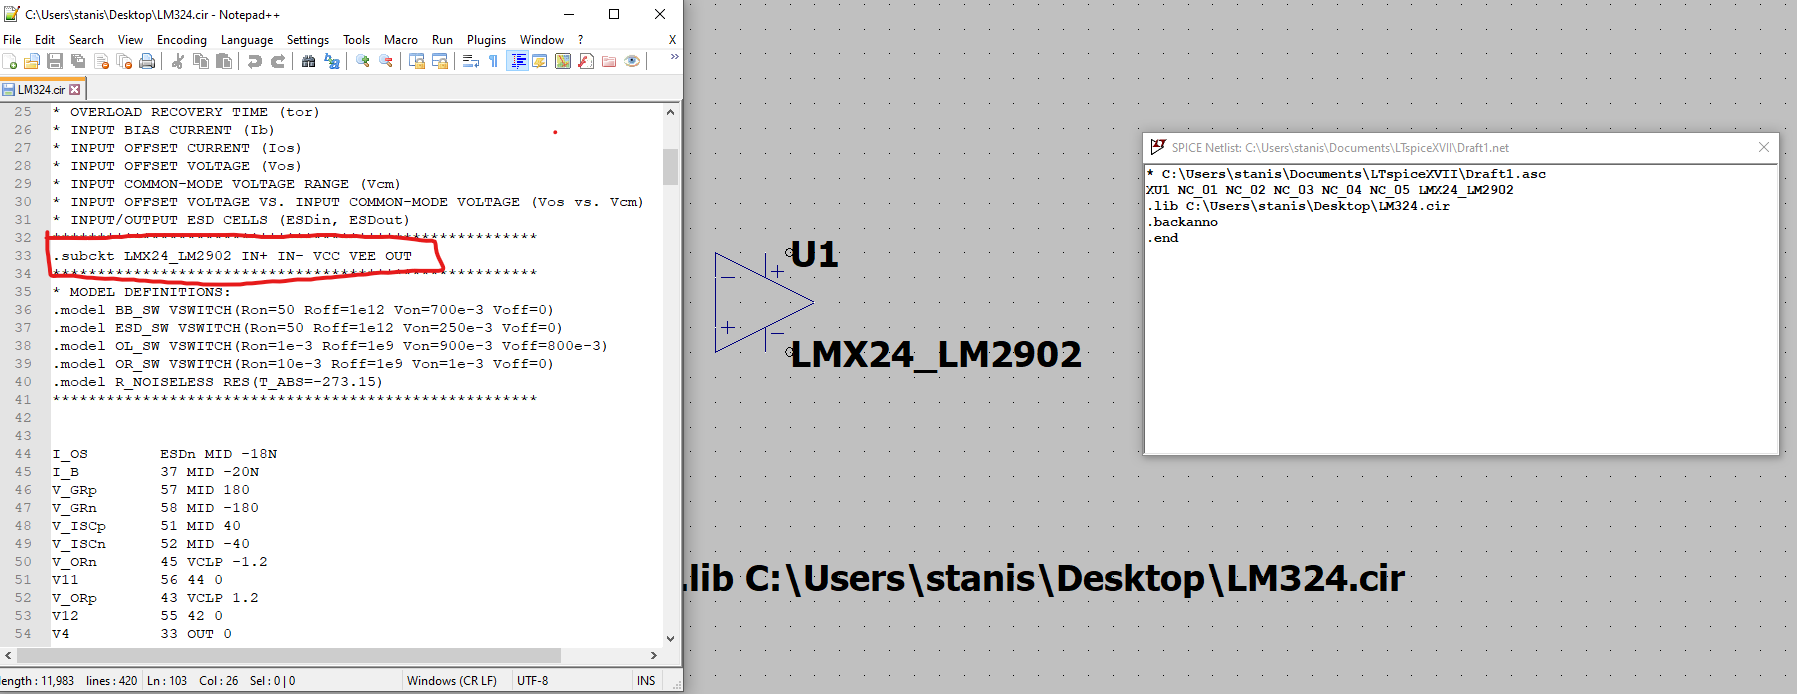 C:\Users\stanis\Desktop\LM324.cir - Notepad++
File Edit Search View Encoding Language Settings Tools Macro Run Plugins Window ? X
LM324.cir
25 * OVERLOAD RECOVERY TIME (tor)
26 * INPUT BIAS CURRENT (Ib)
27 * INPUT OFFSET CURRENT (Ios)
28 * INPUT OFFSET VOLTAGE (Vos)
29 * INPUT COMMON-MODE VOLTAGE RANGE (Vcm)
30 * INPUT OFFSET VOLTAGE VS. INPUT COMMON-MODE VOLTAGE (Vos vs. Vcm)
31 * INPUT/OUTPUT ESD CELLS (ESDin, ESDout)
32 ******************************************************
33 .subckt LMX24_LM2902 IN+ IN- VCC VEE OUT
34 ******************************************************
35 * MODEL DEFINITIONS:
36 .model BB_SW VSWITCH(Ron=50 Roff=1e12 Von=700e-3 Voff=0)
37 .model ESD_SW VSWITCH(Ron=50 Roff=1e12 Von=250e-3 Voff=0)
38 .model OL_SW VSWITCH(Ron=1e-3 Roff=1e9 Von=900e-3 Voff=800e-3)
39 .model OR_SW VSWITCH(Ron=10e-3 Roff=1e9 Von=1e-3 Voff=0)
40 .model R_NOISELESS RES(T_ABS=-273.15)
41 ******************************************************
42
43
44 I_OS ESDn MID -18N
45 I_B 37 MID -20N
46 V_GRp 57 MID 180
47 V_GRn 58 MID -180
48 V_ISCp 51 MID 40
49 V_ISCn 52 MID -40
50 V_ORn 45 VCLP -1.2
51 V11 56 44 0
52 V_ORp 43 VCLP 1.2
53 V12 55 42 0
54 V4 33 OUT 0
ength : 11,983 lines : 420 Ln : 103 Col : 26 Sel : 0 | 0 Windows (CR LF) UTF-8 INS
U1
LMX24_LM2902
.lib C:\Users\stanis\Desktop\LM324.cir
SPICE Netlist: C:\Users\stanis\Documents\LTspiceXVII\Draft1.net
* C:\Users\stanis\Documents\LTspiceXVII\Draft1.asc
XU1 NC_01 NC_02 NC_03 NC_04 NC_05 LMX24_LM2902
.lib C:\Users\stanis\Desktop\LM324.cir
.backanno
.end